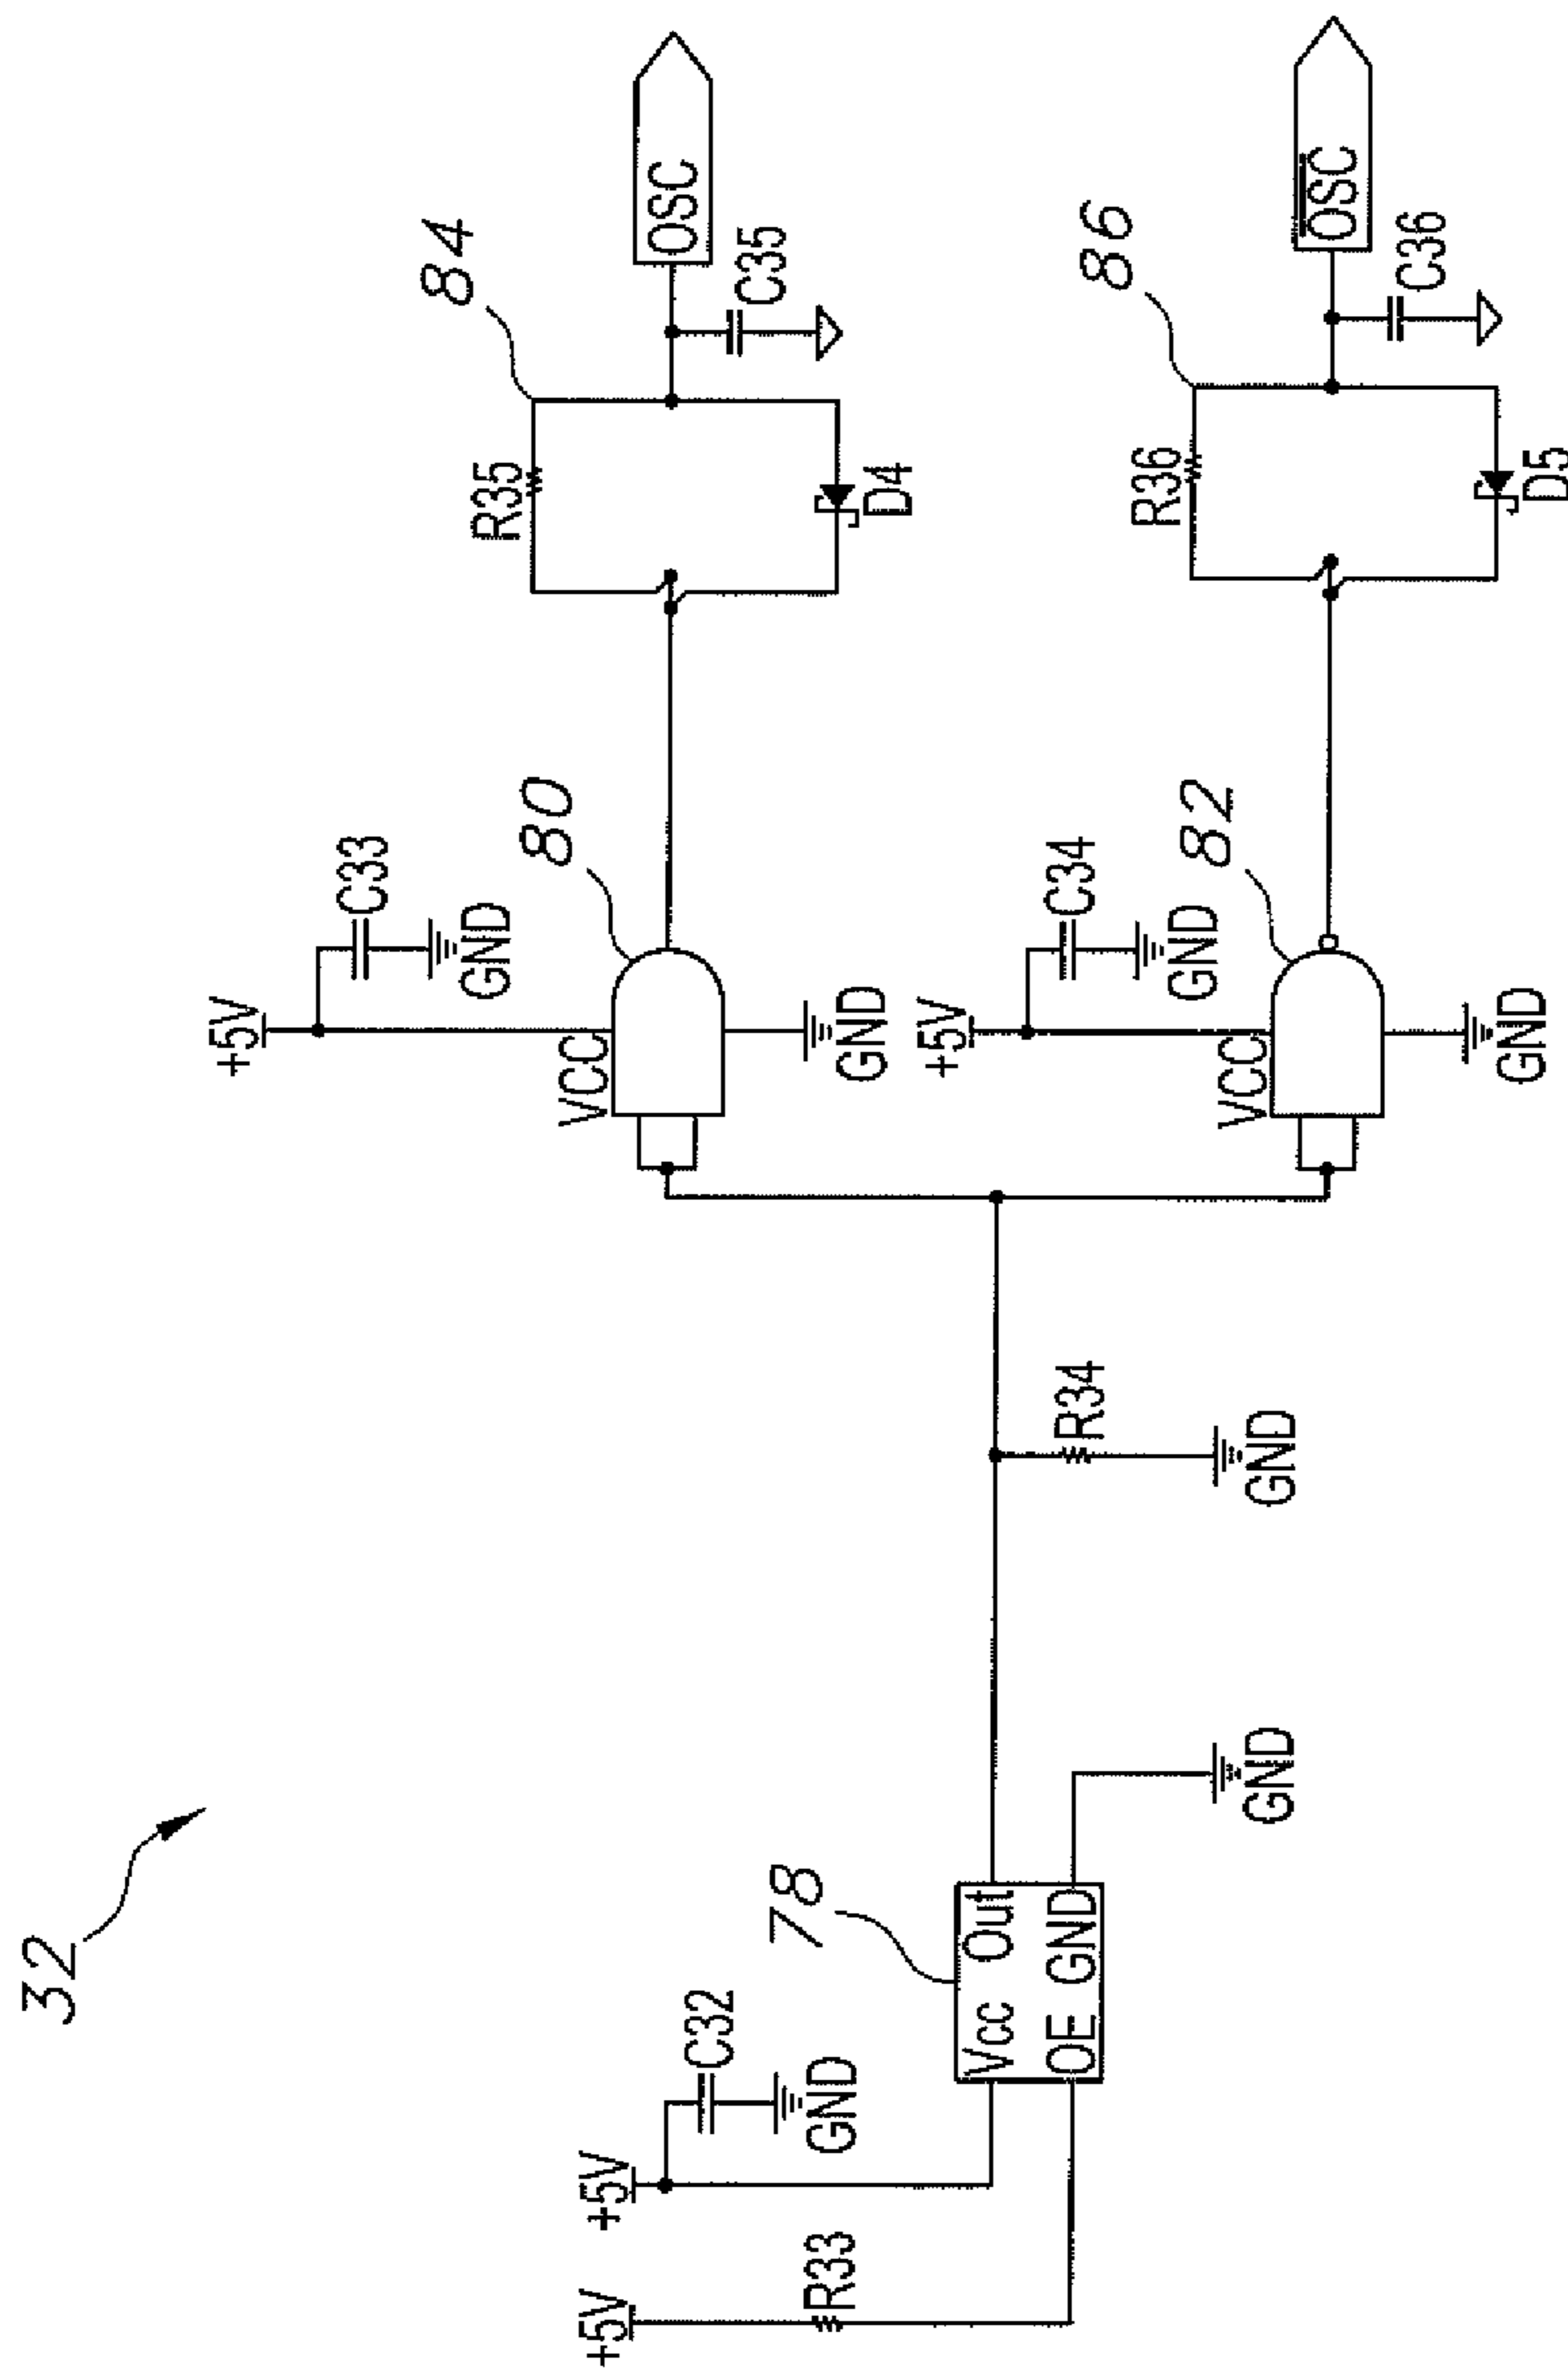 32
+5V
R33
+5V
C32
GND
78
Vcc Out
OE GND
GND
R34
GND
+5V
C33
GND
VCC
80
GND
R35
84
D4
C35
OSC
+5V
C34
GND
VCC
82
GND
R36
86
D5
C36
O̅S̅C̅